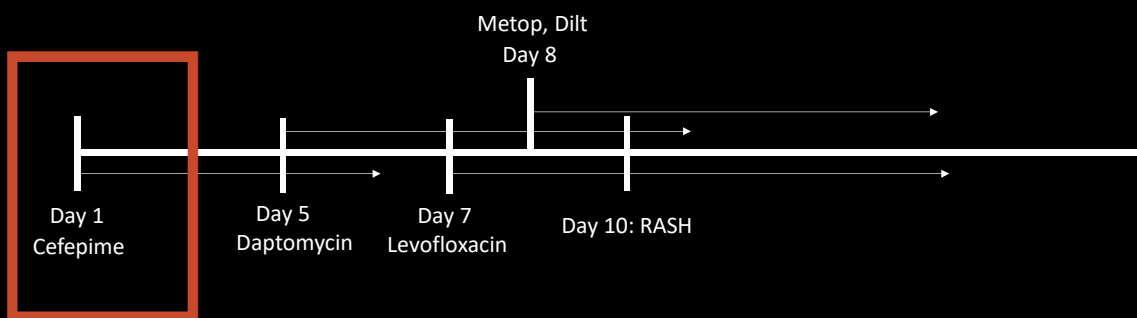 Metop, Dilt
Day 8
Day 1
Cefepime
Day 5
Daptomycin
Day 7
Levofloxacin
Day 10: RASH